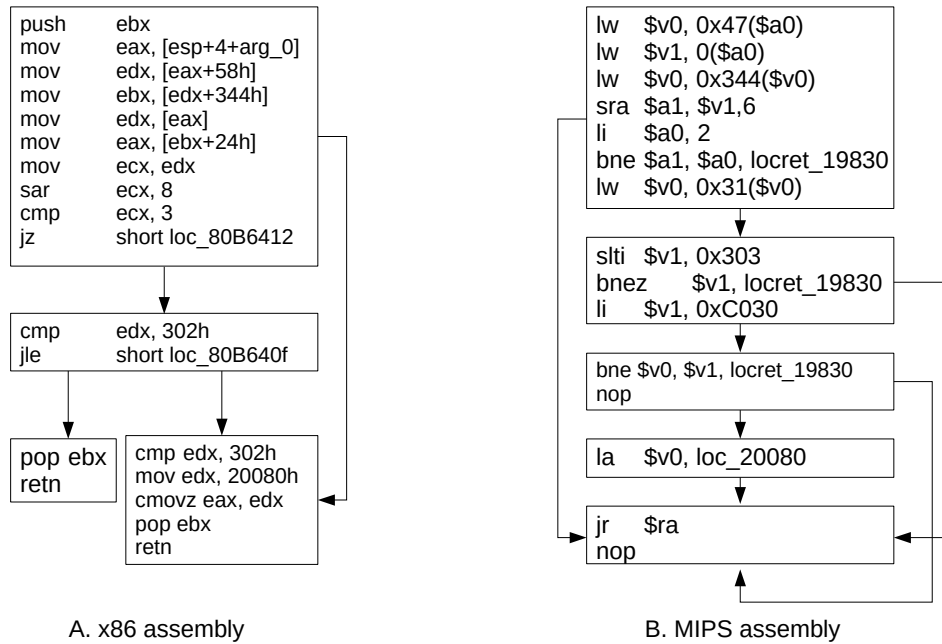 push ebx
mov eax, [esp+4+arg_0]
mov edx, [eax+58h]
mov ebx, [edx+344h]
mov edx, [eax]
mov eax, [ebx+24h]
mov ecx, edx
sar ecx, 8
cmp ecx, 3
jz short loc_80B6412
cmp edx, 302h
jle short loc_80B640f
pop ebx
retn
cmp edx, 302h
mov edx, 20080h
cmovz eax, edx
pop ebx
retn
A. x86 assembly
lw $v0, 0x47($a0)
lw $v1, 0($a0)
lw $v0, 0x344($v0)
sra $a1, $v1,6
li $a0, 2
bne $a1, $a0, locret_19830
lw $v0, 0x31($v0)
slti $v1, 0x303
bnez $v1, locret_19830
li $v1, 0xC030
bne $v0, $v1, locret_19830
nop
la $v0, loc_20080
jr $ra
nop
B. MIPS assembly